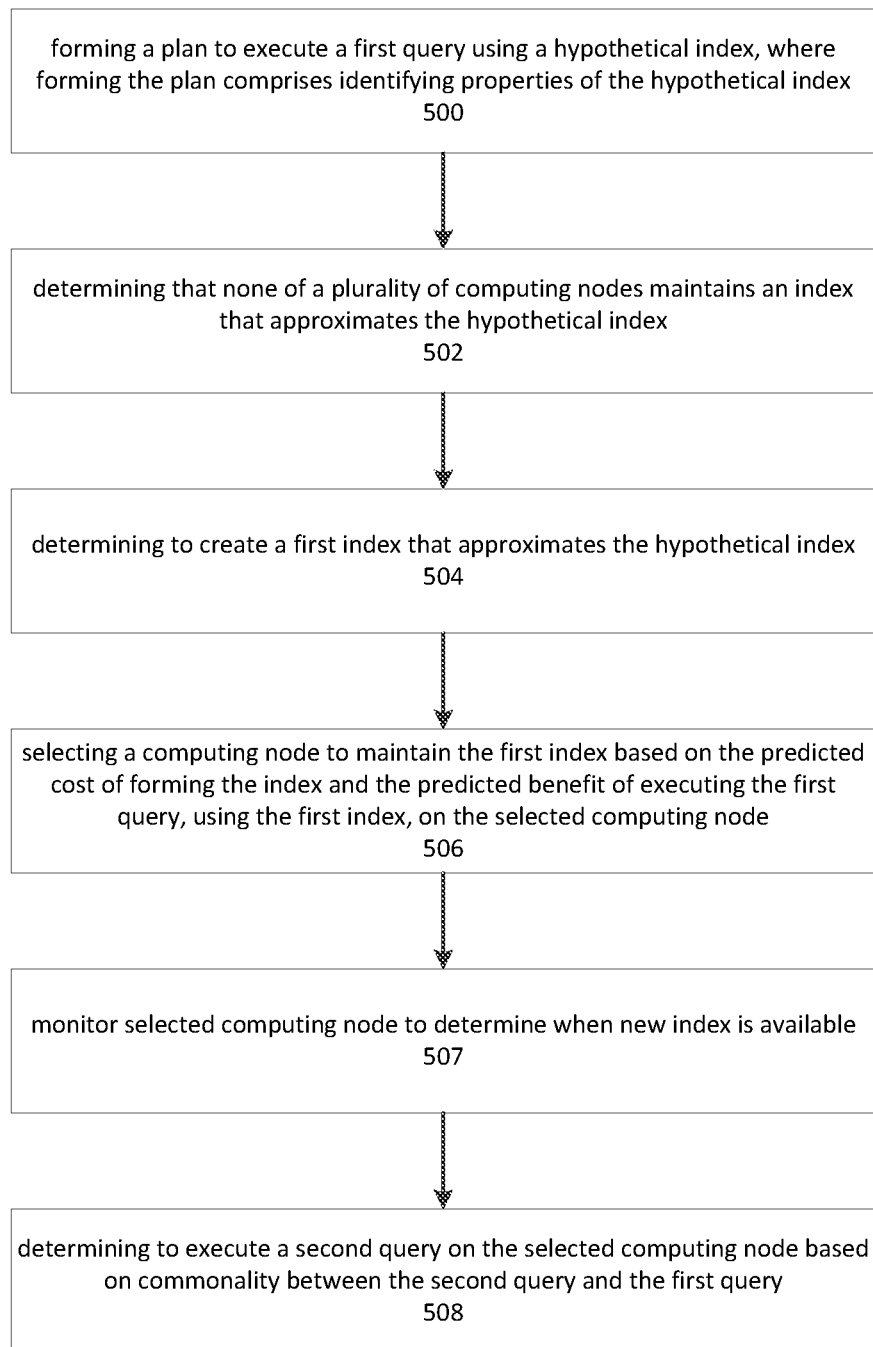 forming a plan to execute a first query using a hypothetical index, where
forming the plan comprises identifying properties of the hypothetical index
500
determining that none of a plurality of computing nodes maintains an index
that approximates the hypothetical index
502
determining to create a first index that approximates the hypothetical index
504
selecting a computing node to maintain the first index based on the predicted
cost of forming the index and the predicted benefit of executing the first
query, using the first index, on the selected computing node
506
monitor selected computing node to determine when new index is available
507
determining to execute a second query on the selected computing node based
on commonality between the second query and the first query
508